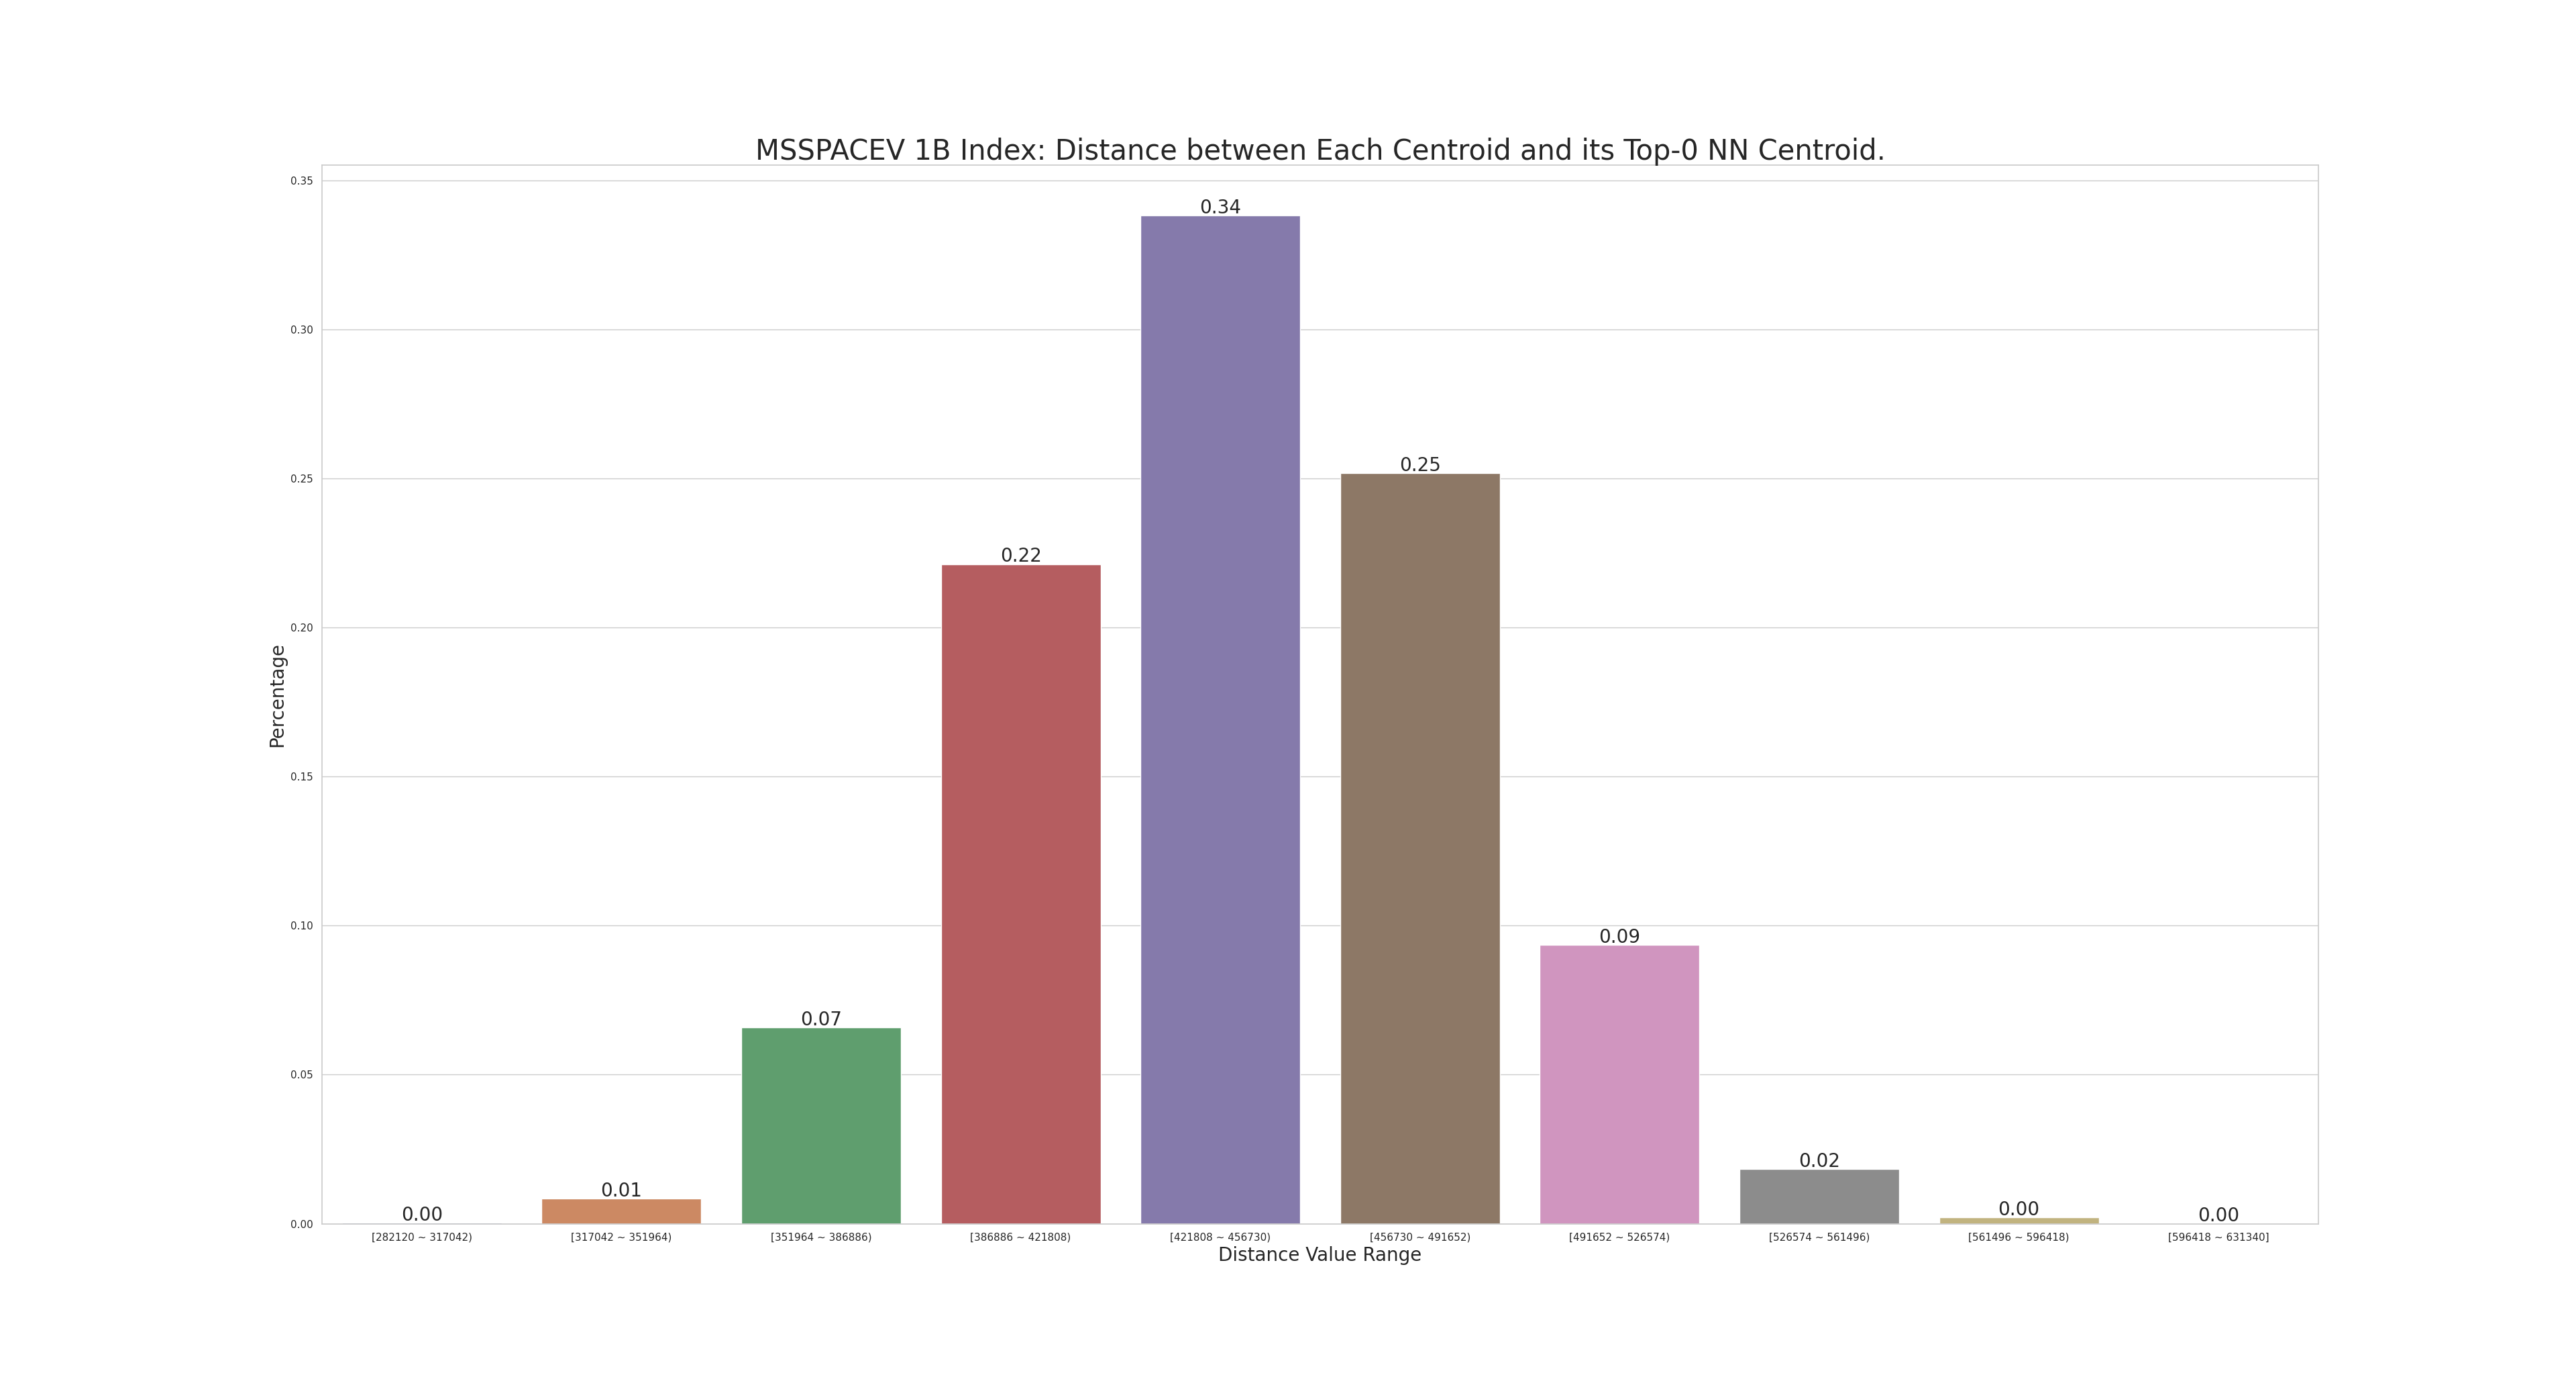 MSSPACEV 1B Index: Distance between Each Centroid and its Top-0 NN Centroid.
Percentage
0.35
0.30
0.25
0.20
0.15
0.10
0.05
0.00
0.00
0.01
0.07
0.22
0.34
0.25
0.09
0.02
0.00
0.00
[282120 ~ 317042)
[317042 ~ 351964)
[351964 ~ 386886)
[386886 ~ 421808)
[421808 ~ 456730)
[456730 ~ 491652)
[491652 ~ 526574)
[526574 ~ 561496)
[561496 ~ 596418)
[596418 ~ 631340]
Distance Value Range